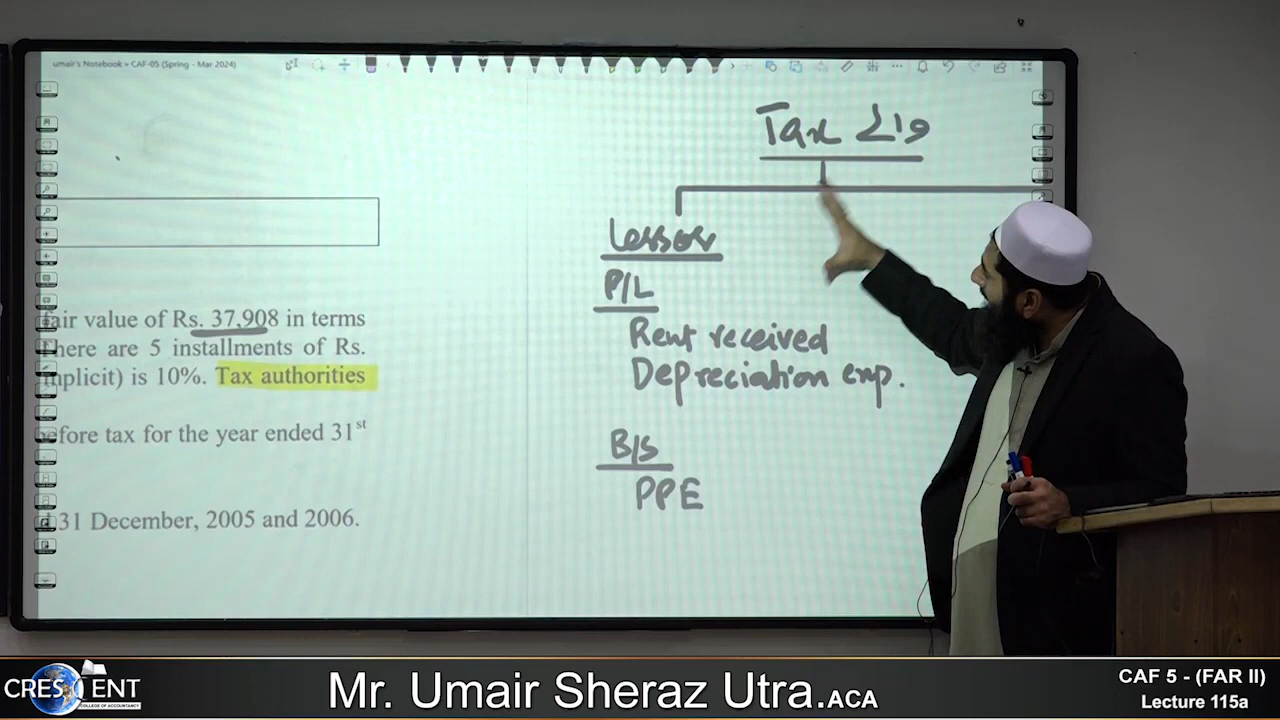 umair's Notebook » CAF-05 (Spring - Mar 2024)
Tax والے
Lessor
P/L
Rent received
Depreciation exp.
B/S
PPE
fair value of Rs. 37,908 in terms
There are 5 installments of Rs.
implicit) is 10%. Tax authorities
before tax for the year ended 31st
31 December, 2005 and 2006.
CRESCENT
COLLEGE OF ACCOUNTANCY
Mr. Umair Sheraz Utra.ACA
CAF 5 - (FAR II)
Lecture 115a